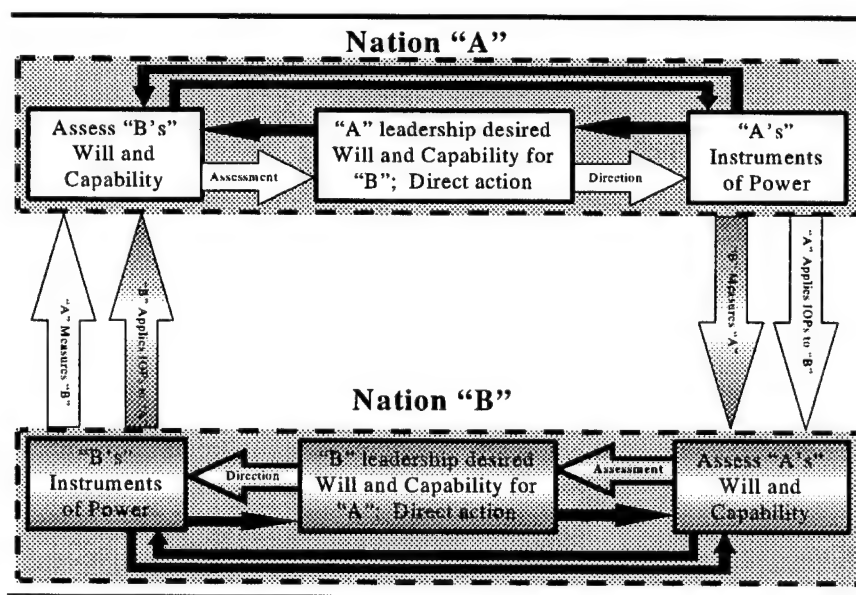 Nation “A”
Assess “B's”
Will and
Capability
Assessment
“A” leadership desired
Will and Capability for
“B”; Direct action
Direction
“A's”
Instruments
of Power
“A” Measures “B”
“B” Applies IOPs to “A”
“B” Measures “A”
“A” Applies IOPs to “B”
Nation “B”
“B's”
Instruments
of Power
Direction
“B” leadership desired
Will and Capability for
“A”; Direct action
Assessment
Assess “A's”
Will and
Capability